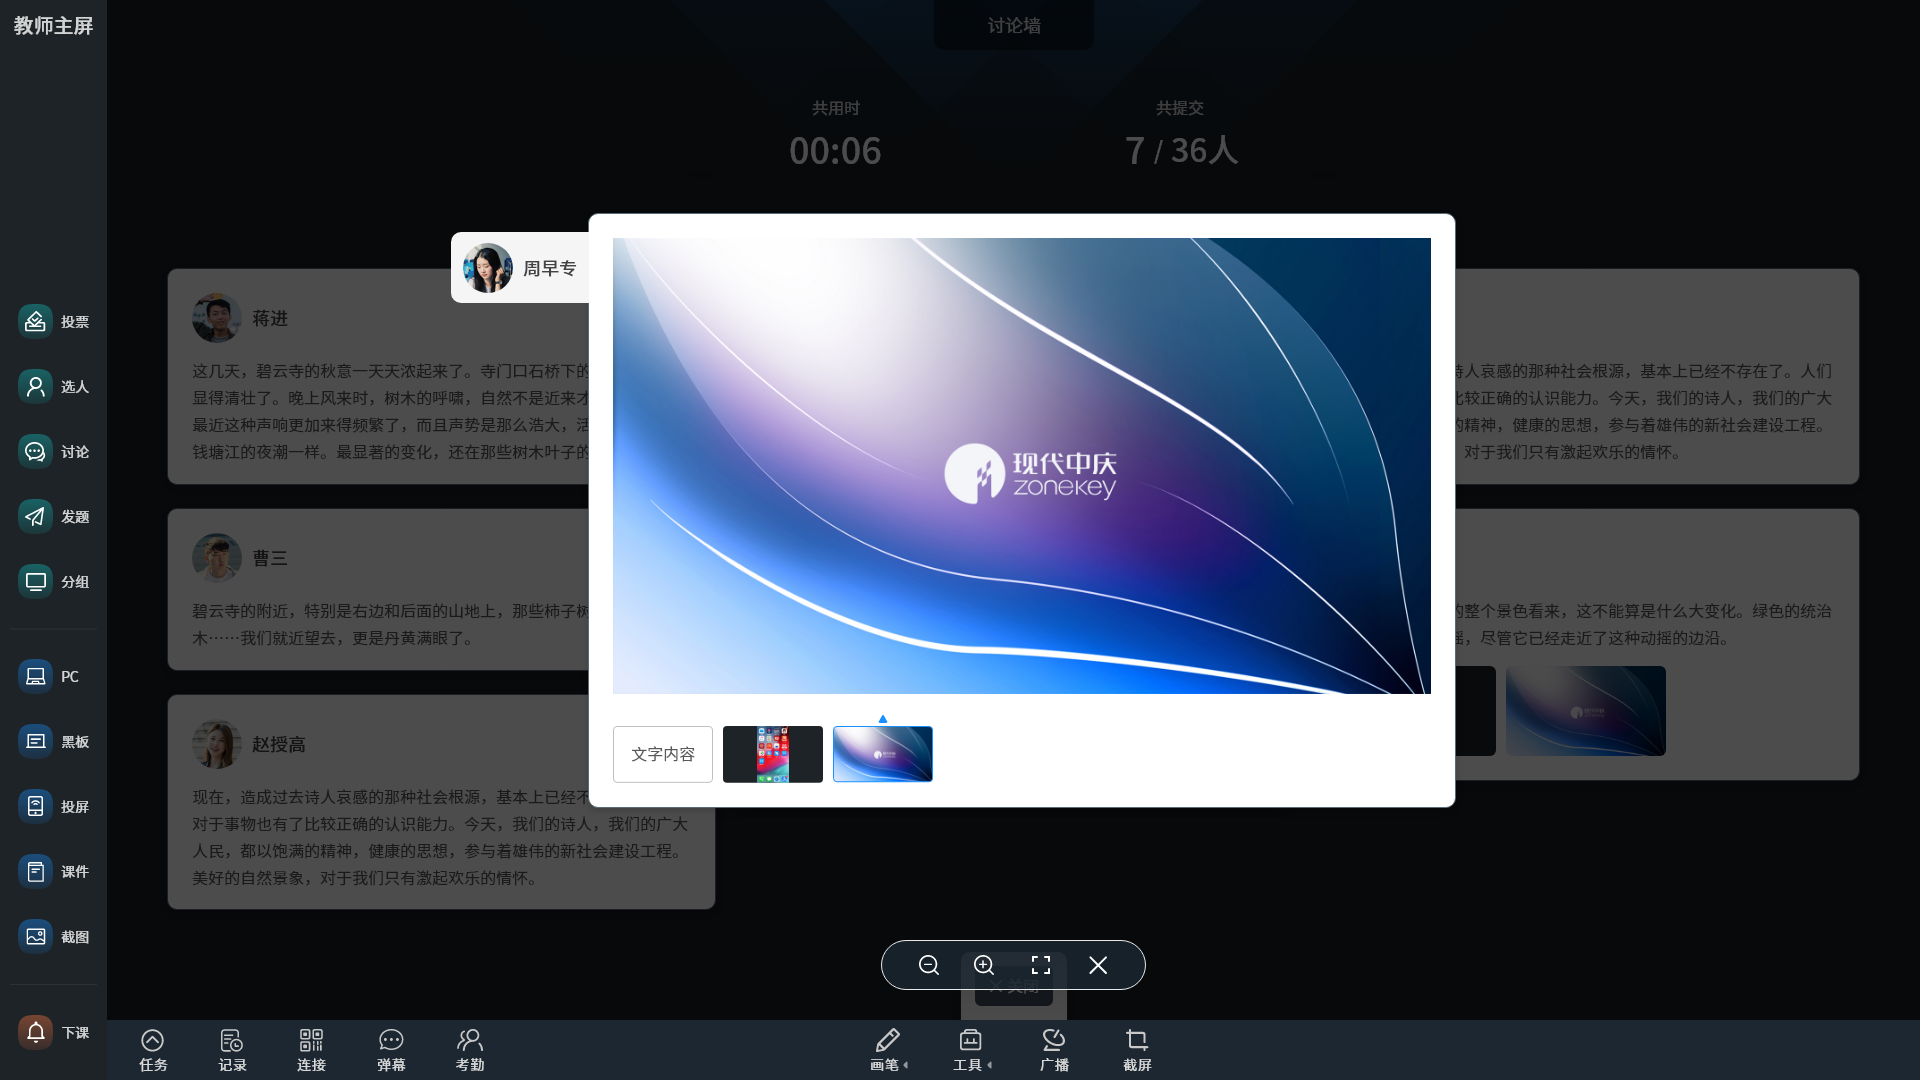 教师主屏
讨论墙
共用时
00:06
共提交
7 / 36人
周早专
现代中庆
zonekey
文字内容
蒋进
这几天，碧云寺的秋意一天天浓起来了。寺门口石桥下的
显得清壮了。晚上风来时，树木的呼啸，自然不是近来才
最近这种声响更加来得频繁了，而且声势是那么浩大，活
钱塘江的夜潮一样。最显著的变化，还在那些树木叶子的
曹三
碧云寺的附近，特别是右边和后面的山地上，那些柿子树
木……我们就近望去，更是丹黄满眼了。
赵授高
现在，造成过去诗人哀感的那种社会根源，基本上已经不
对于事物也有了比较正确的认识能力。今天，我们的诗人，我们的广大
人民，都以饱满的精神，健康的思想，参与着雄伟的新社会建设工程。
美好的自然景象，对于我们只有激起欢乐的情怀。
诗人哀感的那种社会根源，基本上已经不存在了。人们
比较正确的认识能力。今天，我们的诗人，我们的广大
的精神，健康的思想，参与着雄伟的新社会建设工程。
对于我们只有激起欢乐的情怀。
的整个景色看来，这不能算是什么大变化。绿色的统治
摇，尽管它已经走近了这种动摇的边沿。
关闭
投票
选人
讨论
发题
分组
PC
黑板
投屏
课件
截图
下课
任务
记录
连接
弹幕
考勤
画笔
工具
广播
截屏